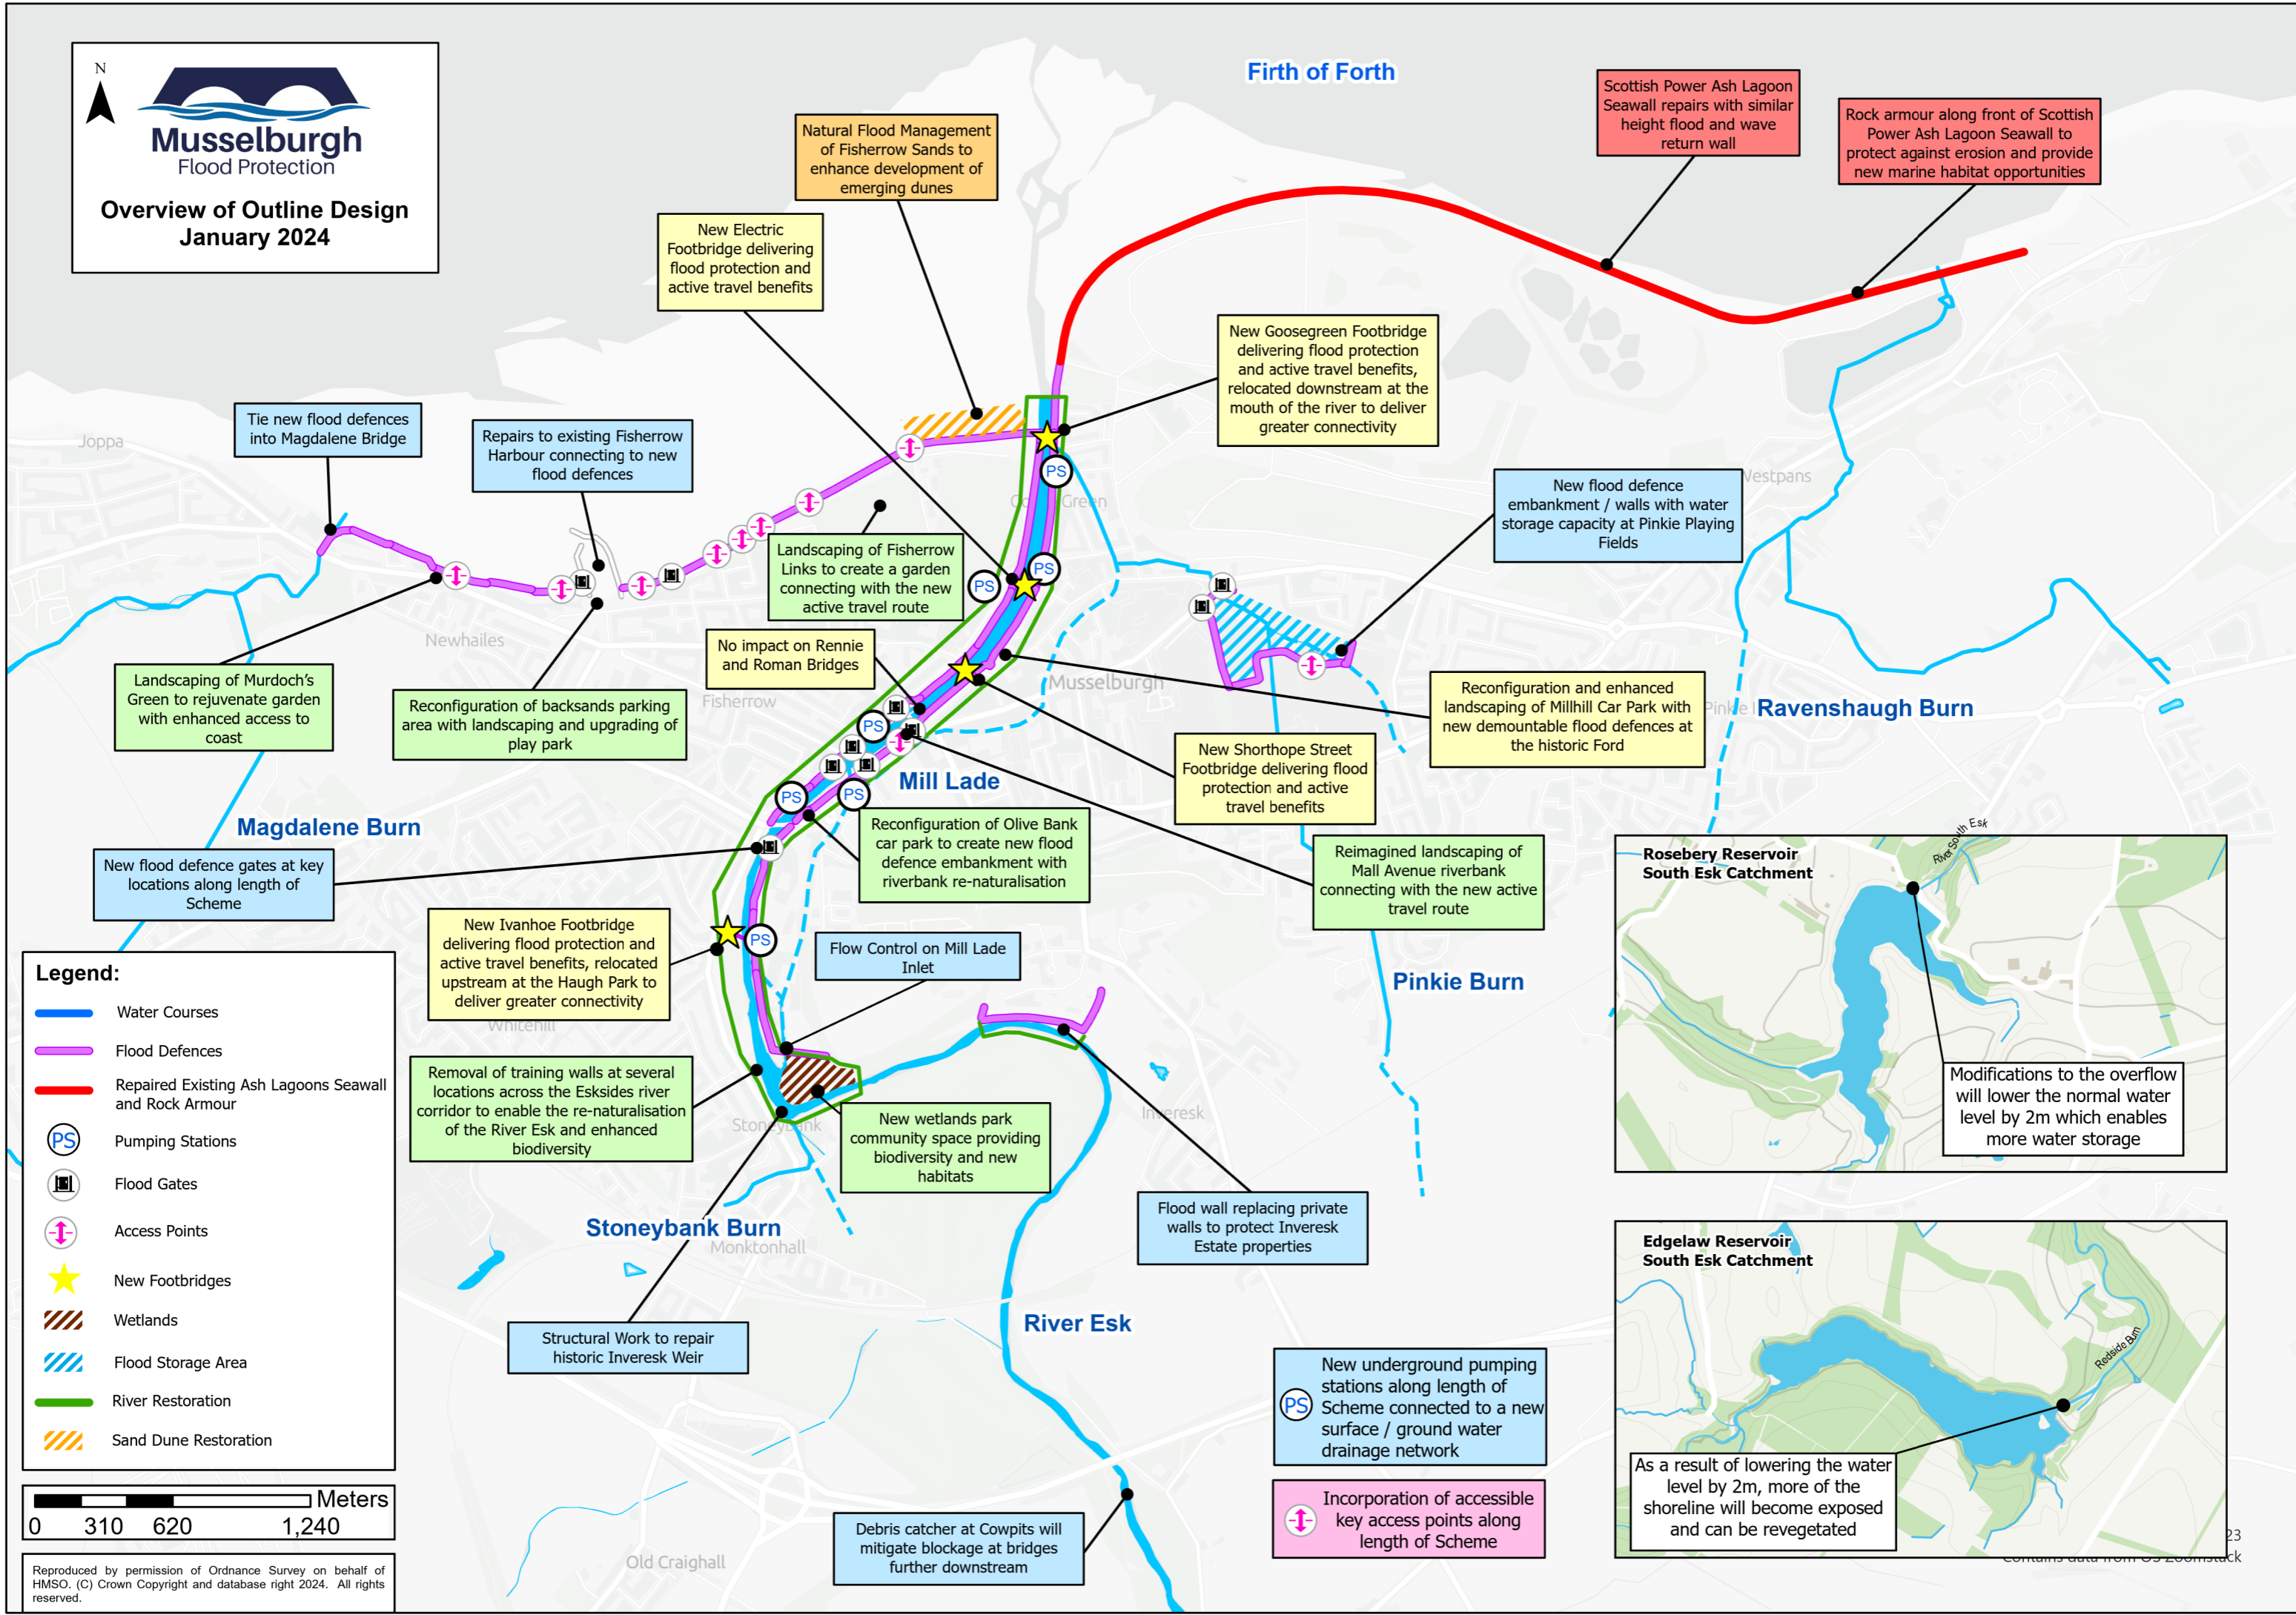 N
Musselburgh
Flood Protection
Overview of Outline Design
January 2024
Firth of Forth
Scottish Power Ash Lagoon
Seawall repairs with similar
height flood and wave
return wall
Rock armour along front of Scottish
Power Ash Lagoon Seawall to
protect against erosion and provide
new marine habitat opportunities
Natural Flood Management
of Fisherrow Sands to
enhance development of
emerging dunes
New Electric
Footbridge delivering
flood protection and
active travel benefits
New Goosegreen Footbridge
delivering flood protection
and active travel benefits,
relocated downstream at the
mouth of the river to deliver
greater connectivity
Joppa
Tie new flood defences
into Magdalene Bridge
Repairs to existing Fisherrow
Harbour connecting to new
flood defences
PS
Green
Westpans
New flood defence
embankment / walls with water
storage capacity at Pinkie Playing
Fields
Landscaping of Fisherrow
Links to create a garden
connecting with the new
active travel route
PS
PS
Newhailes
No impact on Rennie
and Roman Bridges
Musselburgh
Landscaping of Murdoch's
Green to rejuvenate garden
with enhanced access to
coast
Reconfiguration of backsands parking
area with landscaping and upgrading of
play park
Fisherrow
Reconfiguration and enhanced
landscaping of Millhill Car Park with
new demountable flood defences at
the historic Ford
Pinkie
Ravenshaugh Burn
PS
New Shorthope Street
Footbridge delivering flood
protection and active
travel benefits
Mill Lade
PS
PS
Magdalene Burn
Reconfiguration of Olive Bank
car park to create new flood
defence embankment with
riverbank re-naturalisation
Reimagined landscaping of
Mall Avenue riverbank
connecting with the new active
travel route
New flood defence gates at key
locations along length of
Scheme
New Ivanhoe Footbridge
delivering flood protection and
active travel benefits, relocated
upstream at the Haugh Park to
deliver greater connectivity
PS
Flow Control on Mill Lade
Inlet
Pinkie Burn
Whitehill
Removal of training walls at several
locations across the Esksides river
corridor to enable the re-naturalisation
of the River Esk and enhanced
biodiversity
Stoneybank
New wetlands park
community space providing
biodiversity and new
habitats
Inveresk
Flood wall replacing private
walls to protect Inveresk
Estate properties
Stoneybank Burn
Monktonhall
Structural Work to repair
historic Inveresk Weir
River Esk
Debris catcher at Cowpits will
mitigate blockage at bridges
further downstream
Old Craighall
PS
New underground pumping
stations along length of
Scheme connected to a new
surface / ground water
drainage network
Incorporation of accessible
key access points along
length of Scheme
Rosebery Reservoir
South Esk Catchment
River South Esk
Modifications to the overflow
will lower the normal water
level by 2m which enables
more water storage
Edgelaw Reservoir
South Esk Catchment
Redside Burn
As a result of lowering the water
level by 2m, more of the
shoreline will become exposed
and can be revegetated
23
Contains data from OS Zoomstack
Legend:
Water Courses
Flood Defences
Repaired Existing Ash Lagoons Seawall
and Rock Armour
PS Pumping Stations
Flood Gates
Access Points
New Footbridges
Wetlands
Flood Storage Area
River Restoration
Sand Dune Restoration
Meters
0 310 620 1,240
Reproduced by permission of Ordnance Survey on behalf of
HMSO. (C) Crown Copyright and database right 2024. All rights
reserved.